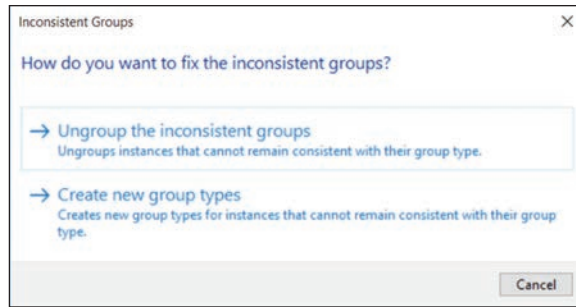 Inconsistent Groups
How do you want to fix the inconsistent groups?
Ungroup the inconsistent groups
Ungroups instances that cannot remain consistent with their group type.
Create new group types
Creates new group types for instances that cannot remain consistent with their group
type.
Cancel